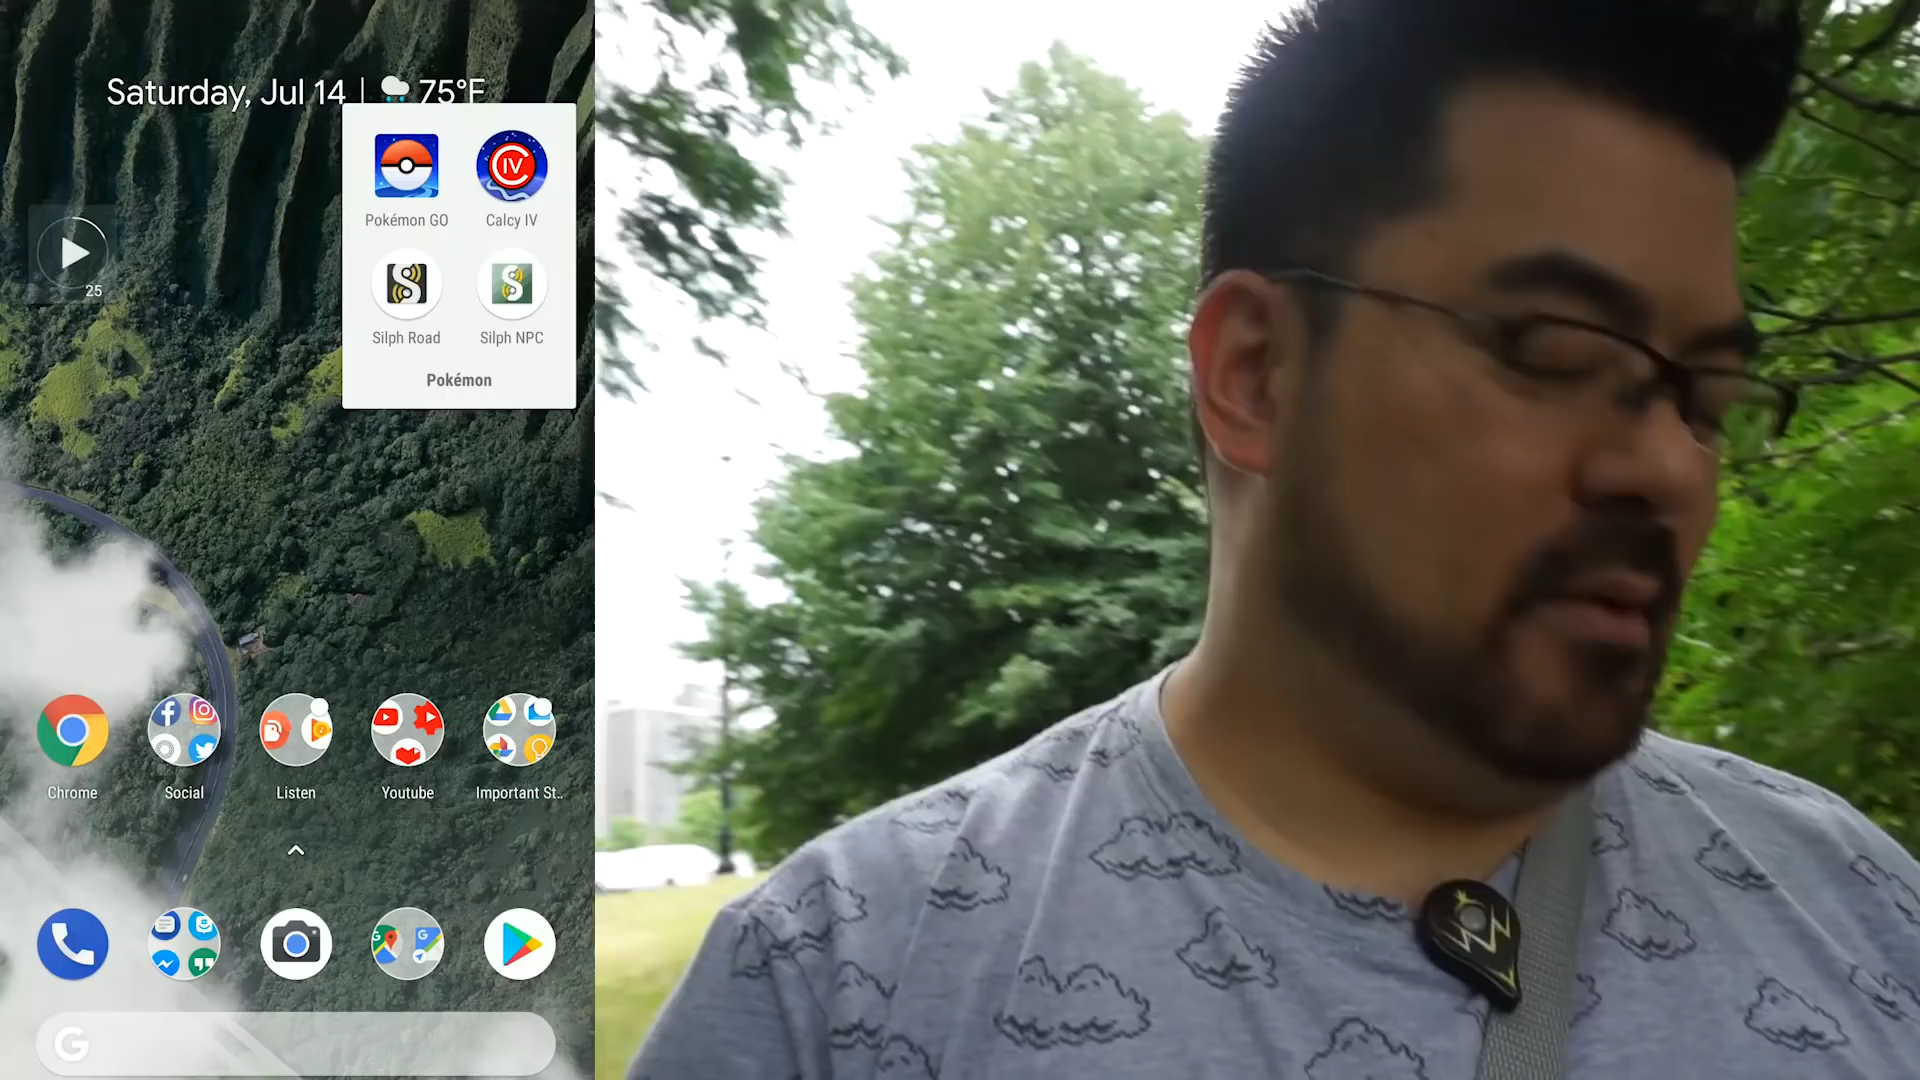 Saturday, Jul 14 | 75°F
Pokémon GO
Calcy IV
IV
25
Silph Road
Silph NPC
Pokémon
Chrome
Social
Listen
Youtube
Important St..
G